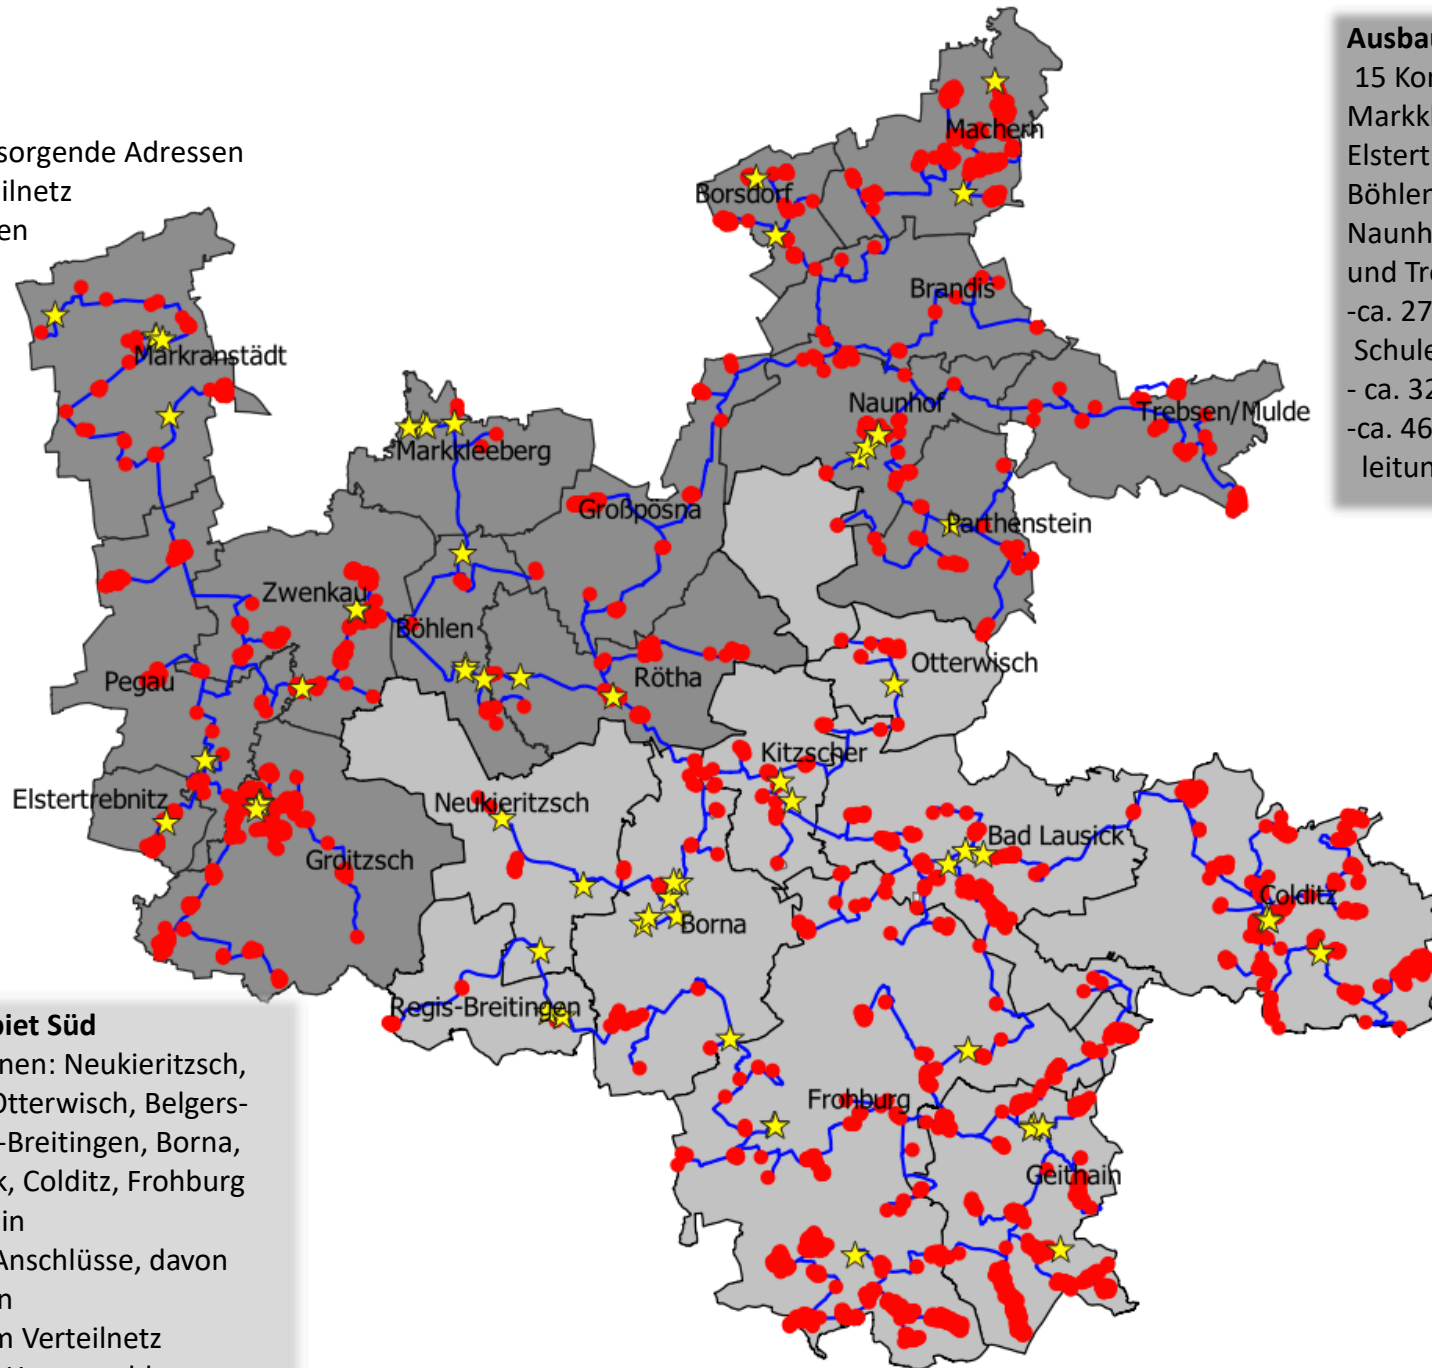 sorgende Adressen
ilnetz
en
Ausbau
15 Kor
Markk
Elstert
Böhlen
Naunh
und Tre
-ca. 27
Schule
- ca. 32
-ca. 46
leitun
Machern
Borsdorf
Brandis
Markranstädt
Naunhof
Trebsen/Mulde
Markkleeberg
Großpösna
Parthenstein
Zwenkau
Böhlen
Otterwisch
Pegau
Rötha
Kitzscher
Elstertrebnitz
Neukieritzsch
Bad Lausick
Groitzsch
Colditz
Borna
Regis-Breitingen
Frohburg
Geithain
biet Süd
nen: Neukieritzsch,
Otterwisch, Belgers-
-Breitingen, Borna,
k, Colditz, Frohburg
in
Anschlüsse, davon
n
m Verteilnetz